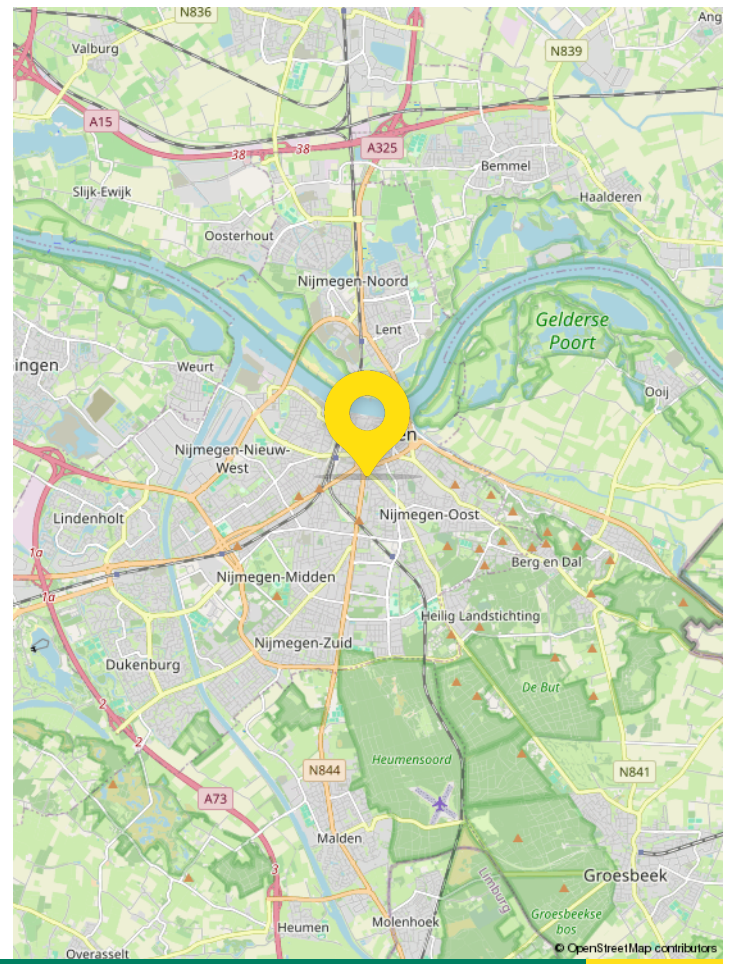 N836
Ang
Valburg
N839
A15
A325
38
38
Bemmel
Slijk-Ewijk
Haalderen
Oosterhout
Nijmegen-Noord
Gelderse
Poort
Lent
ingen
Weurt
Ooij
en
Nijmegen-Nieuw-
West
Lindenholt
Nijmegen-Oost
1a
Berg en Dal
Nijmegen-Midden
1a
Heilig Landstichting
Nijmegen-Zuid
Dukenburg
De But
2
2
Heumensoord
N844
N841
A73
Malden
3
Groesbeek
Limburg
Heumen
Molenhoek
Groesbeekse
bos
Overasselt
© OpenStreetMap contributors